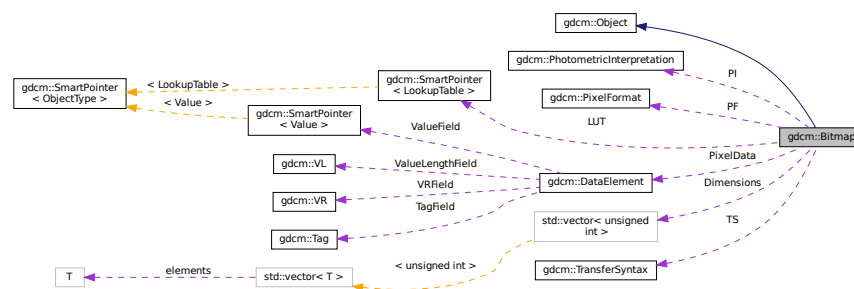 gdcm::Object
gdcm::PhotometricInterpretation
PI
gdcm::SmartPointer
< ObjectType >
< LookupTable >
gdcm::SmartPointer
< LookupTable >
gdcm::PixelFormat
PF
< Value >
gdcm::SmartPointer
< Value >
ValueField
LUT
gdcm::Bitmap
gdcm::VL
ValueLengthField
PixelData
gdcm::DataElement
Dimensions
gdcm::VR
VRField
TagField
gdcm::Tag
std::vector< unsigned
int >
TS
T
elements
std::vector< T >
< unsigned int >
gdcm::TransferSyntax